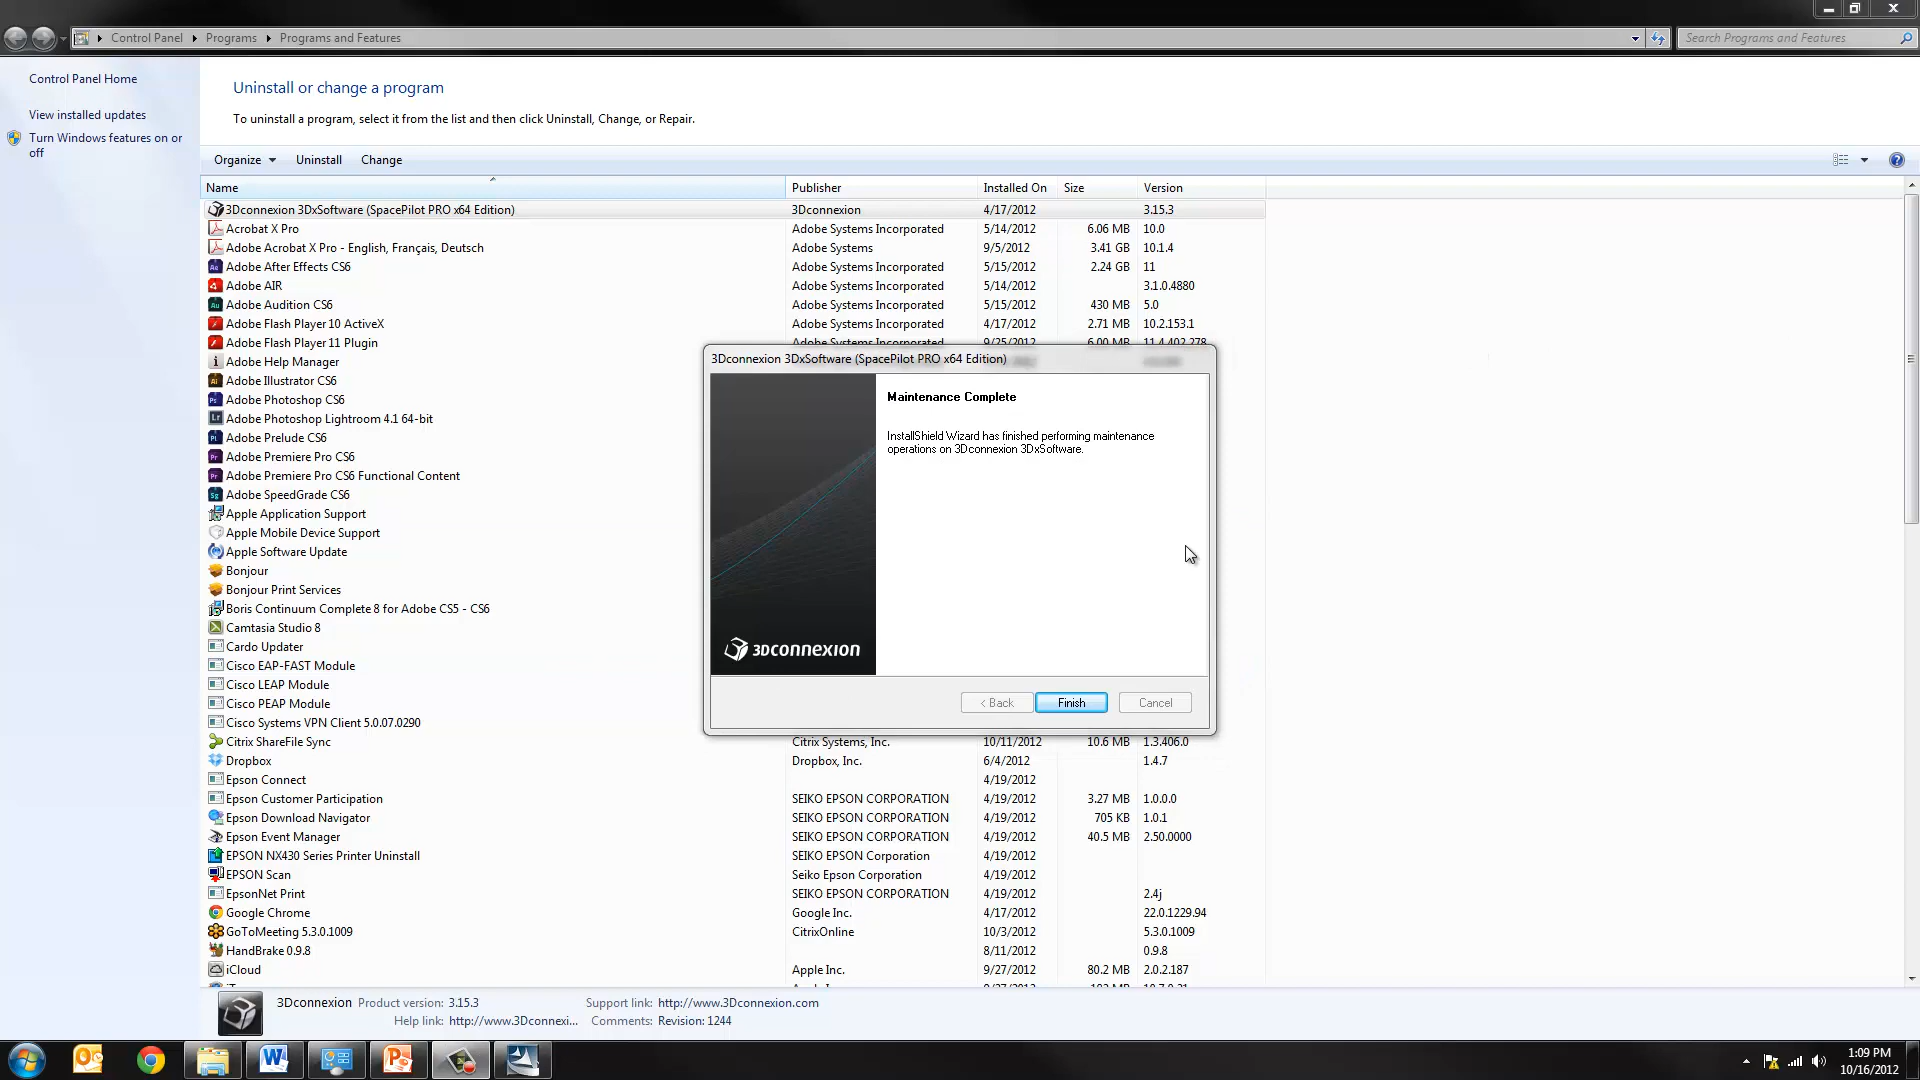 Control Panel Programs Programs and Features
Search Programs and Features
Control Panel Home
View installed updates
Turn Windows features on or
off
Uninstall or change a program
To uninstall a program, select it from the list and then click Uninstall, Change, or Repair.
Organize Uninstall Change
Name Publisher Installed On Size Version
3Dconnexion 3DxSoftware (SpacePilot PRO x64 Edition) 3Dconnexion 4/17/2012 3.15.3
Acrobat X Pro Adobe Systems Incorporated 5/14/2012 6.06 MB 10.0
Adobe Acrobat X Pro - English, Français, Deutsch Adobe Systems 9/5/2012 3.41 GB 10.1.4
Adobe After Effects CS6 Adobe Systems Incorporated 5/15/2012 2.24 GB 11
Adobe AIR Adobe Systems Incorporated 5/14/2012 3.1.0.4880
Adobe Audition CS6 Adobe Systems Incorporated 5/15/2012 430 MB 5.0
Adobe Flash Player 10 ActiveX Adobe Systems Incorporated 4/17/2012 2.71 MB 10.2.153.1
Adobe Flash Player 11 Plugin Adobe Systems Incorporated 9/25/2012 6.00 MB 11.4.402.278
Adobe Help Manager
Adobe Illustrator CS6
Adobe Photoshop CS6
Adobe Photoshop Lightroom 4.1 64-bit
Adobe Prelude CS6
Adobe Premiere Pro CS6
Adobe Premiere Pro CS6 Functional Content
Adobe SpeedGrade CS6
Apple Application Support
Apple Mobile Device Support
Apple Software Update
Bonjour
Bonjour Print Services
Boris Continuum Complete 8 for Adobe CS5 - CS6
Camtasia Studio 8
Cardo Updater
Cisco EAP-FAST Module
Cisco LEAP Module
Cisco PEAP Module
Cisco Systems VPN Client 5.0.07.0290
Citrix ShareFile Sync Citrix Systems, Inc. 10/11/2012 10.6 MB 1.3.406.0
Dropbox Dropbox, Inc. 6/4/2012 1.4.7
Epson Connect 4/19/2012
Epson Customer Participation SEIKO EPSON CORPORATION 4/19/2012 3.27 MB 1.0.0.0
Epson Download Navigator SEIKO EPSON CORPORATION 4/19/2012 705 KB 1.0.1
Epson Event Manager SEIKO EPSON CORPORATION 4/19/2012 40.5 MB 2.50.0000
EPSON NX430 Series Printer Uninstall SEIKO EPSON Corporation 4/19/2012
EPSON Scan Seiko Epson Corporation 4/19/2012
EpsonNet Print SEIKO EPSON CORPORATION 4/19/2012 2.4j
Google Chrome Google Inc. 4/17/2012 22.0.1229.94
GoToMeeting 5.3.0.1009 CitrixOnline 10/3/2012 5.3.0.1009
HandBrake 0.9.8 8/11/2012 0.9.8
iCloud Apple Inc. 9/27/2012 80.2 MB 2.0.2.187
3Dconnexion 3DxSoftware (SpacePilot PRO x64 Edition)
Maintenance Complete
InstallShield Wizard has finished performing maintenance
operations on 3Dconnexion 3DxSoftware.
3Dconnexion
< Back Finish Cancel
3Dconnexion Product version: 3.15.3 Support link: http://www.3Dconnexion.com
Help link: http://www.3Dconnexi... Comments: Revision: 1244
1:09 PM
10/16/2012